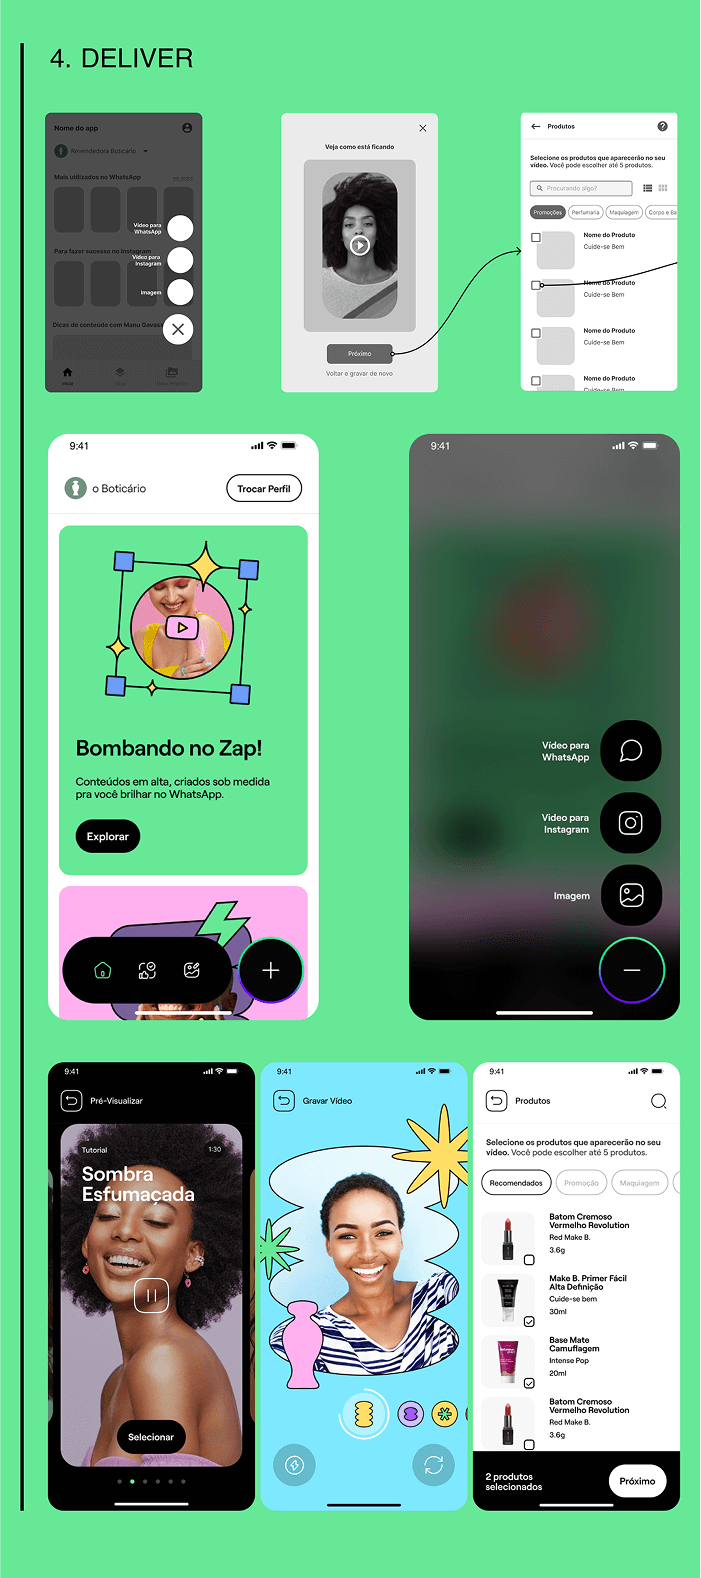 4. DELIVER
Nome do app
Revendedora Boticário
Mais utilizados no WhatsApp
Vídeo para
WhatsApp
Para fazer sucesso no Instagram
Vídeo para
Instagram
Imagem
Dicas de conteúdo com Manu Gavass
Veja como está ficando
Próximo
Voltar e gravar de novo
Produtos
Selecione os produtos que aparecerão no seu
vídeo. Você pode escolher até 5 produtos.
Procurando algo?
Promoções
Perfumaria
Maquiagem
Corpo e Ba
Nome do Produto
Cuide-se Bem
Nome do Produto
Cuide-se Bem
Nome do Produto
Cuide-se Bem
Nome do Produto
Cuide-se Bem
9:41
o Boticário
Trocar Perfil
Bombando no Zap!
Conteúdos em alta, criados sob medida
pra você brilhar no WhatsApp.
Explorar
9:41
Vídeo para
WhatsApp
Video para
Instagram
Imagem
9:41
Pré-Visualizar
Tutorial
1:30
Sombra
Esfumaçada
Selecionar
9:41
Gravar Vídeo
9:41
Produtos
Selecione os produtos que aparecerão no seu
vídeo. Você pode escolher até 5 produtos.
Recomendados
Promoção
Maquiagem
Batom Cremoso
Vermelho Revolution
Red Make B.
3.6g
Make B. Primer Fácil
Alta Definição
Cuide-se bem
30ml
Base Mate
Camuflagem
Intense Pop
20ml
Batom Cremoso
Vermelho Revolution
Red Make B.
3.6g
2 produtos
selecionados
Próximo